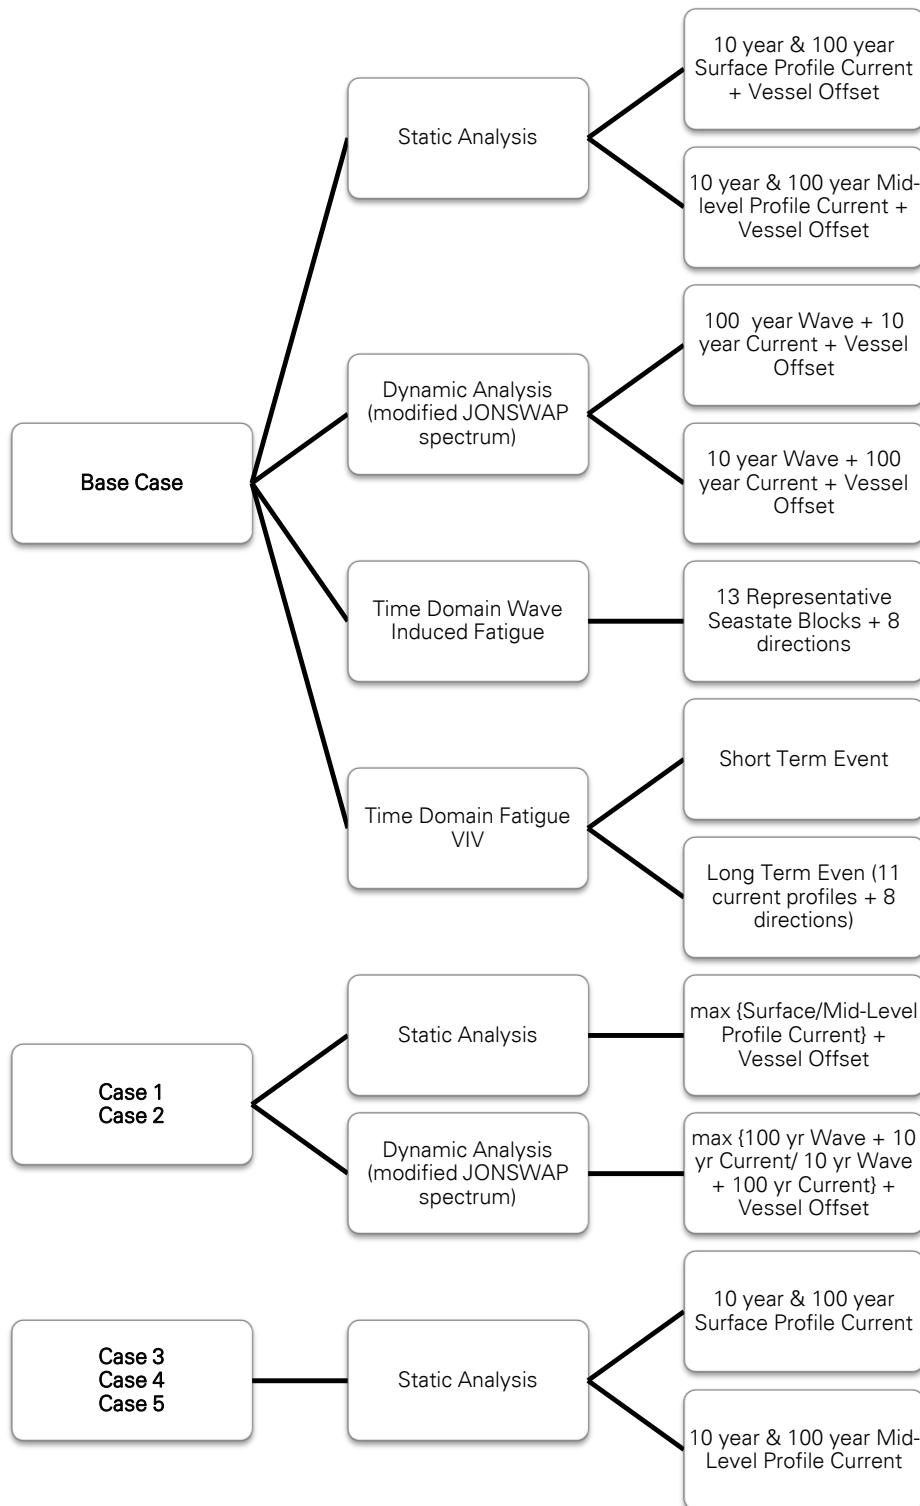 Base Case
Static Analysis
10 year & 100 year
Surface Profile Current
+ Vessel Offset
10 year & 100 year Mid-
level Profile Current +
Vessel Offset
Dynamic Analysis
(modified JONSWAP
spectrum)
100  year Wave + 10
year Current + Vessel
Offset
10 year Wave + 100
year Current + Vessel
Offset
Time Domain Wave
Induced Fatigue
13 Representative
Seastate Blocks + 8
directions
Time Domain Fatigue
VIV
Short Term Event
Long Term Even (11
current profiles + 8
directions)
Case 1
Case 2
Static Analysis
max {Surface/Mid-Level
Profile Current} +
Vessel Offset
Dynamic Analysis
(modified JONSWAP
spectrum)
max {100 yr Wave + 10
yr Current/ 10 yr Wave
+ 100 yr Current} +
Vessel Offset
Case 3
Case 4
Case 5
Static Analysis
10 year & 100 year
Surface Profile Current
10 year & 100 year Mid-
Level Profile Current